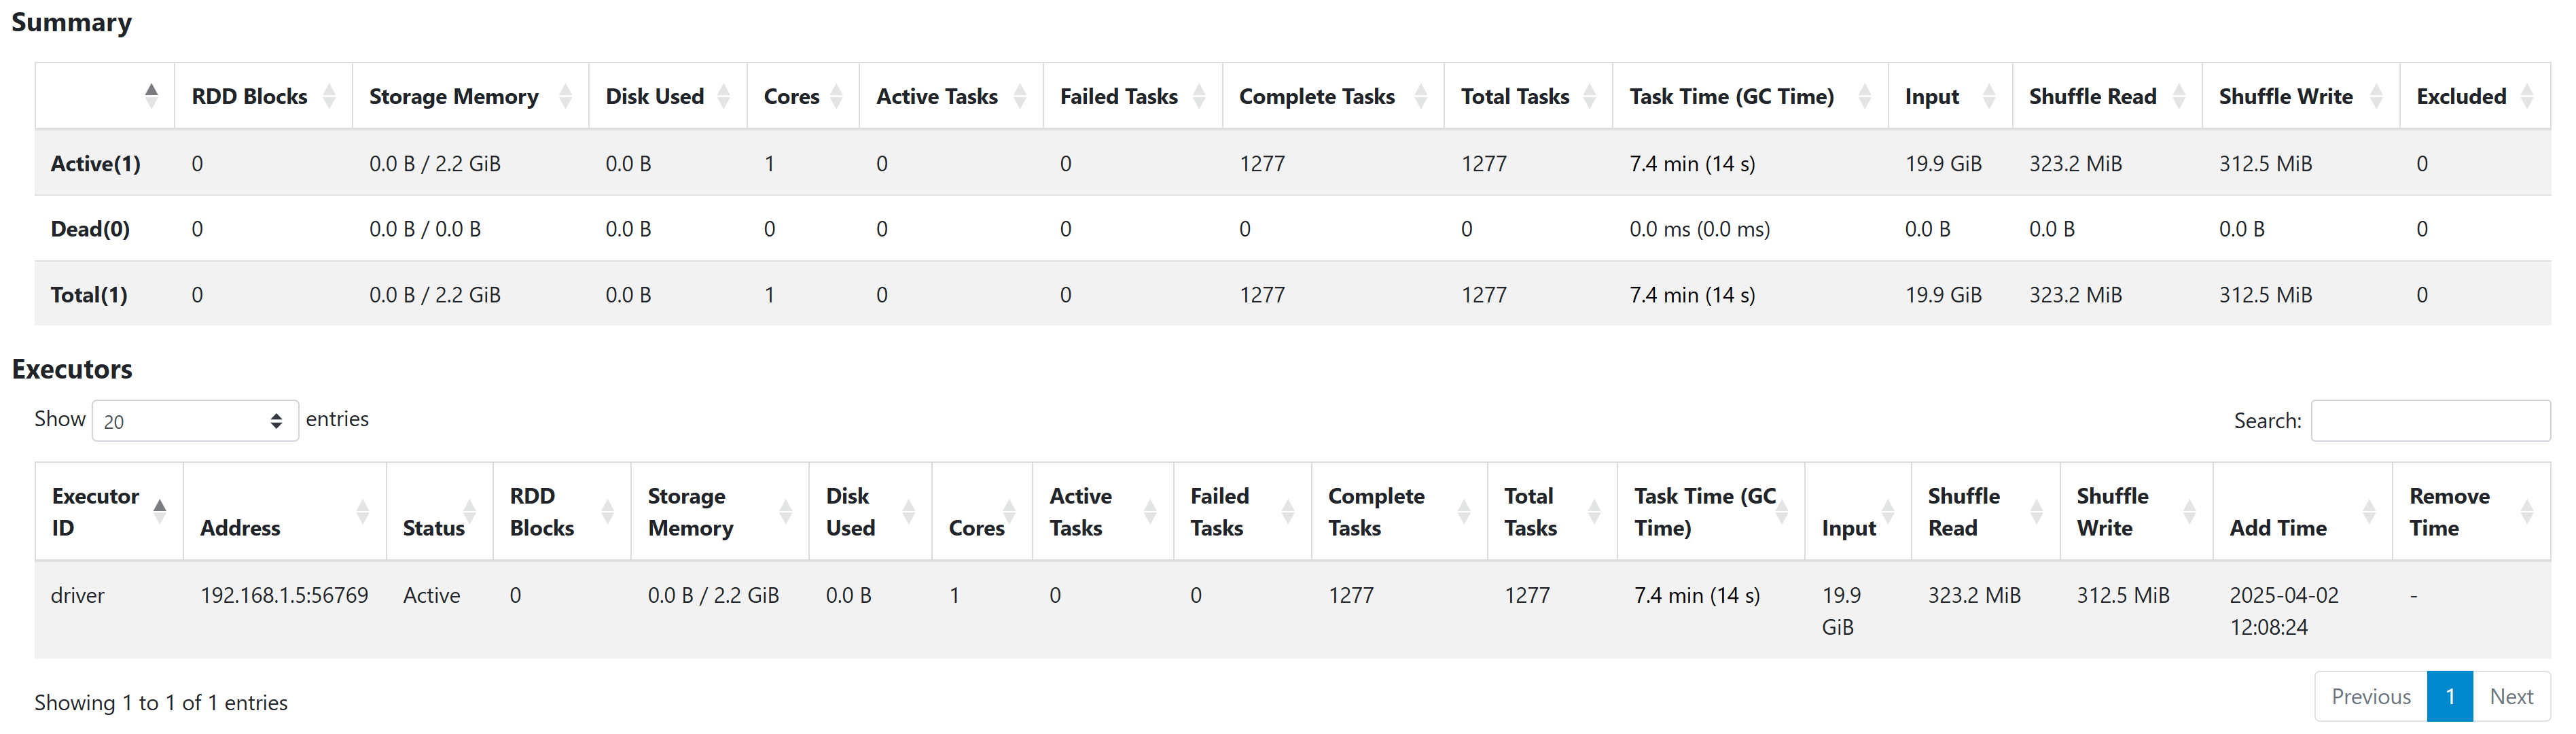 Summary
RDD Blocks Storage Memory Disk Used Cores Active Tasks Failed Tasks Complete Tasks Total Tasks Task Time (GC Time) Input Shuffle Read Shuffle Write Excluded
Active(1) 0 0.0 B / 2.2 GiB 0.0 B 1 0 0 1277 1277 7.4 min (14 s) 19.9 GiB 323.2 MiB 312.5 MiB 0
Dead(0) 0 0.0 B / 0.0 B 0.0 B 0 0 0 0 0 0.0 ms (0.0 ms) 0.0 B 0.0 B 0.0 B 0
Total(1) 0 0.0 B / 2.2 GiB 0.0 B 1 0 0 1277 1277 7.4 min (14 s) 19.9 GiB 323.2 MiB 312.5 MiB 0
Executors
Show 20 entries Search:
Executor ID Address Status RDD Blocks Storage Memory Disk Used Cores Active Tasks Failed Tasks Complete Tasks Total Tasks Task Time (GC Time) Input Shuffle Read Shuffle Write Add Time Remove Time
driver 192.168.1.5:56769 Active 0 0.0 B / 2.2 GiB 0.0 B 1 0 0 1277 1277 7.4 min (14 s) 19.9 GiB 323.2 MiB 312.5 MiB 2025-04-02 12:08:24 -
Showing 1 to 1 of 1 entries Previous 1 Next